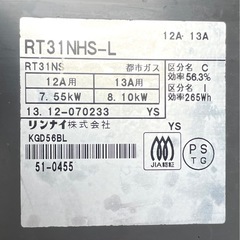 12A 13A
RT31NHS-L
RT31NS 都市ガス
区分名 C
効率56.3%
12A用 13A用
7.55kW 8.10kW
区分名 I
効率265Wh
13.12-070233 YS
リンナイ株式会社
KGD56BL
JIA認証
PS
TG
51-0455
YS